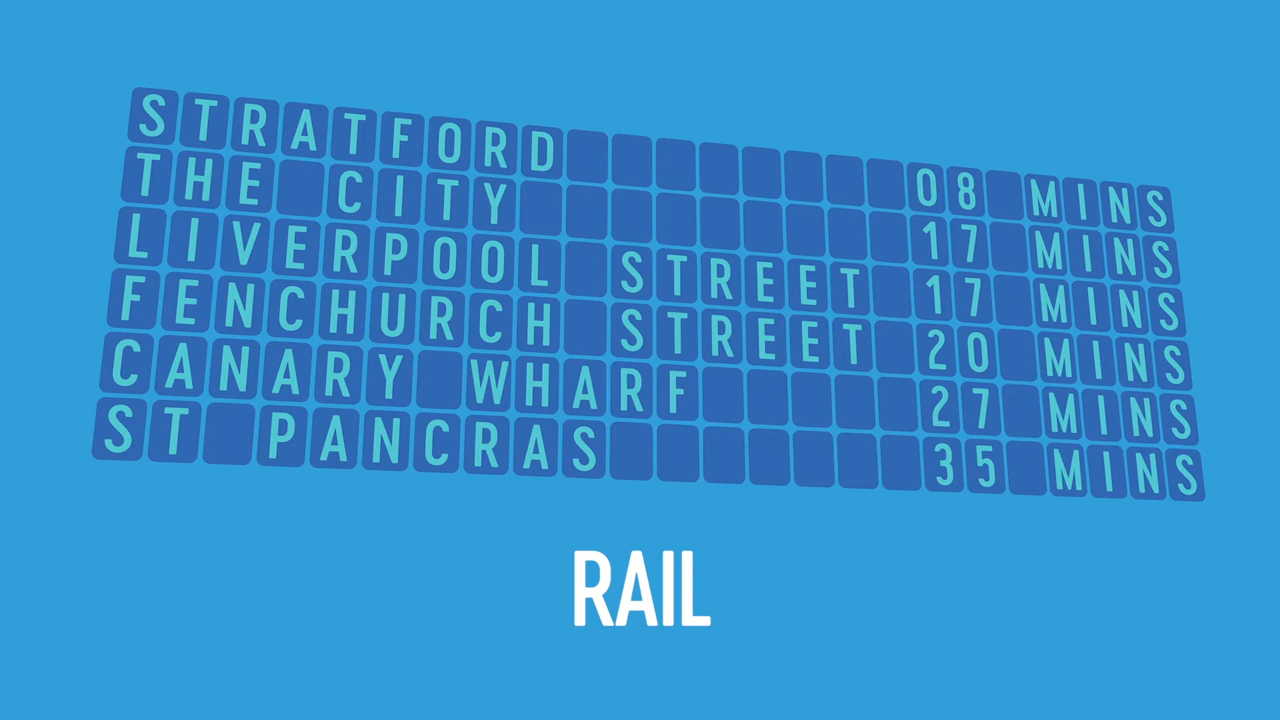 STRATFORD 08 MINS
THE CITY 17 MINS
LIVERPOOL STREET 17 MINS
FENCHURCH STREET 20 MINS
CANARY WHARF 27 MINS
ST PANCRAS 35 MINS
RAIL